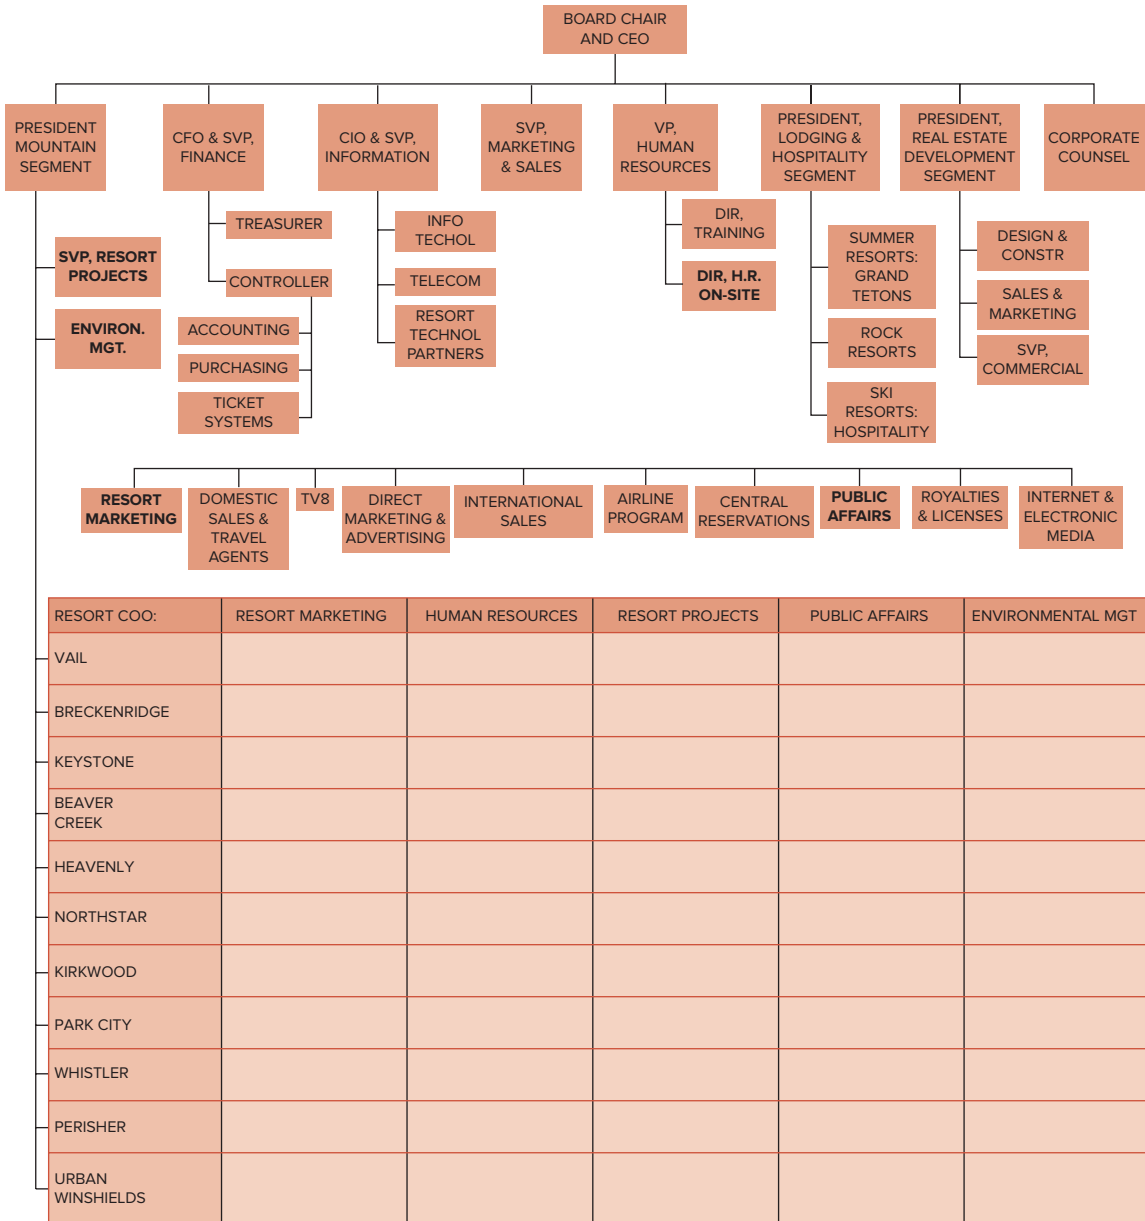 BOARD CHAIR
AND CEO
PRESIDENT
MOUNTAIN
SEGMENT
CFO & SVP,
FINANCE
CIO & SVP,
INFORMATION
SVP,
MARKETING
& SALES
VP,
HUMAN
RESOURCES
PRESIDENT,
LODGING &
HOSPITALITY
SEGMENT
PRESIDENT,
REAL ESTATE
DEVELOPMENT
SEGMENT
CORPORATE
COUNSEL
SVP, RESORT
PROJECTS
ENVIRON.
MGT.
TREASURER
CONTROLLER
ACCOUNTING
PURCHASING
TICKET
SYSTEMS
INFO
TECHOL
TELECOM
RESORT
TECHNOL
PARTNERS
DIR,
TRAINING
DIR, H.R.
ON-SITE
SUMMER
RESORTS:
GRAND
TETONS
ROCK
RESORTS
SKI
RESORTS:
HOSPITALITY
DESIGN &
CONSTR
SALES &
MARKETING
SVP,
COMMERCIAL
RESORT
MARKETING
DOMESTIC
SALES &
TRAVEL
AGENTS
TV8
DIRECT
MARKETING &
ADVERTISING
INTERNATIONAL
SALES
AIRLINE
PROGRAM
CENTRAL
RESERVATIONS
PUBLIC
AFFAIRS
ROYALTIES
& LICENSES
INTERNET &
ELECTRONIC
MEDIA
RESORT COO: RESORT MARKETING HUMAN RESOURCES RESORT PROJECTS PUBLIC AFFAIRS ENVIRONMENTAL MGT
VAIL
BRECKENRIDGE
KEYSTONE
BEAVER
CREEK
HEAVENLY
NORTHSTAR
KIRKWOOD
PARK CITY
WHISTLER
PERISHER
URBAN
WINSHIELDS